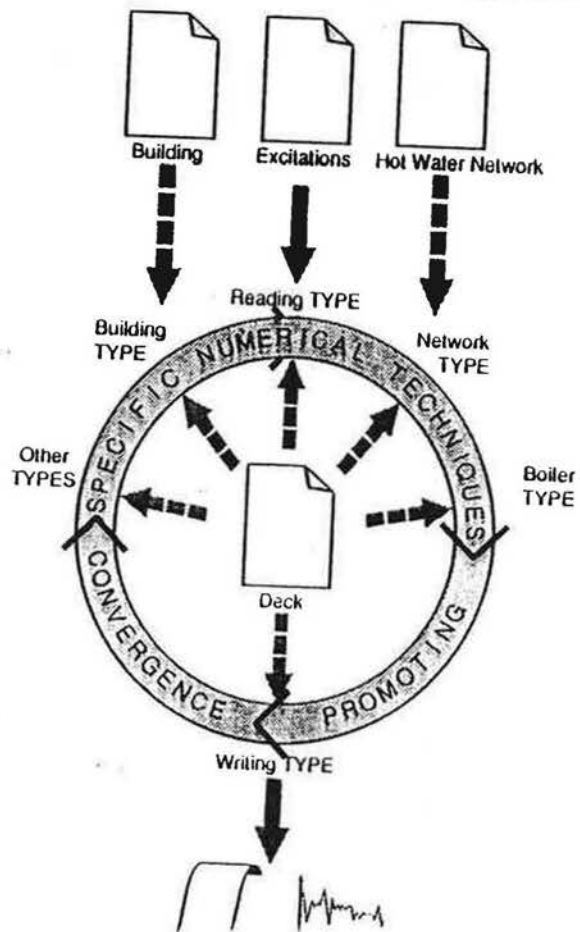 Building
Excitations
Hot Water Network
Reading TYPE
Building
TYPE
Network
TYPE
Other
TYPES
Boiler
TYPE
SPECIFIC NUMERICAL TECHNIQUES
PROMOTING
CONVERGENCE
Deck
Writing TYPE